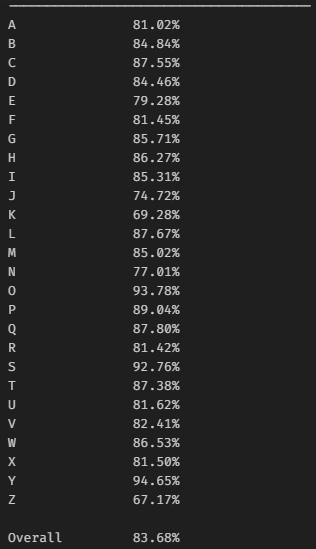 A 81.02%
B 84.84%
C 87.55%
D 84.46%
E 79.28%
F 81.45%
G 85.71%
H 86.27%
I 85.31%
J 74.72%
K 69.28%
L 87.67%
M 85.02%
N 77.01%
O 93.78%
P 89.04%
Q 87.80%
R 81.42%
S 92.76%
T 87.38%
U 81.62%
V 82.41%
W 86.53%
X 81.50%
Y 94.65%
Z 67.17%
Overall 83.68%